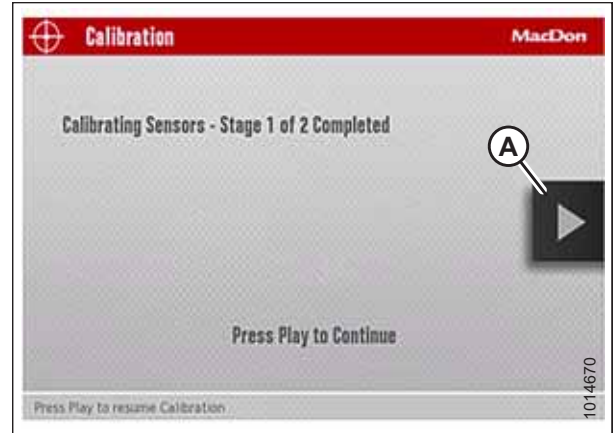 Calibration
MacDon
Calibrating Sensors - Stage 1 of 2 Completed
A
Press Play to Continue
Press Play to resume Calibration
1014670